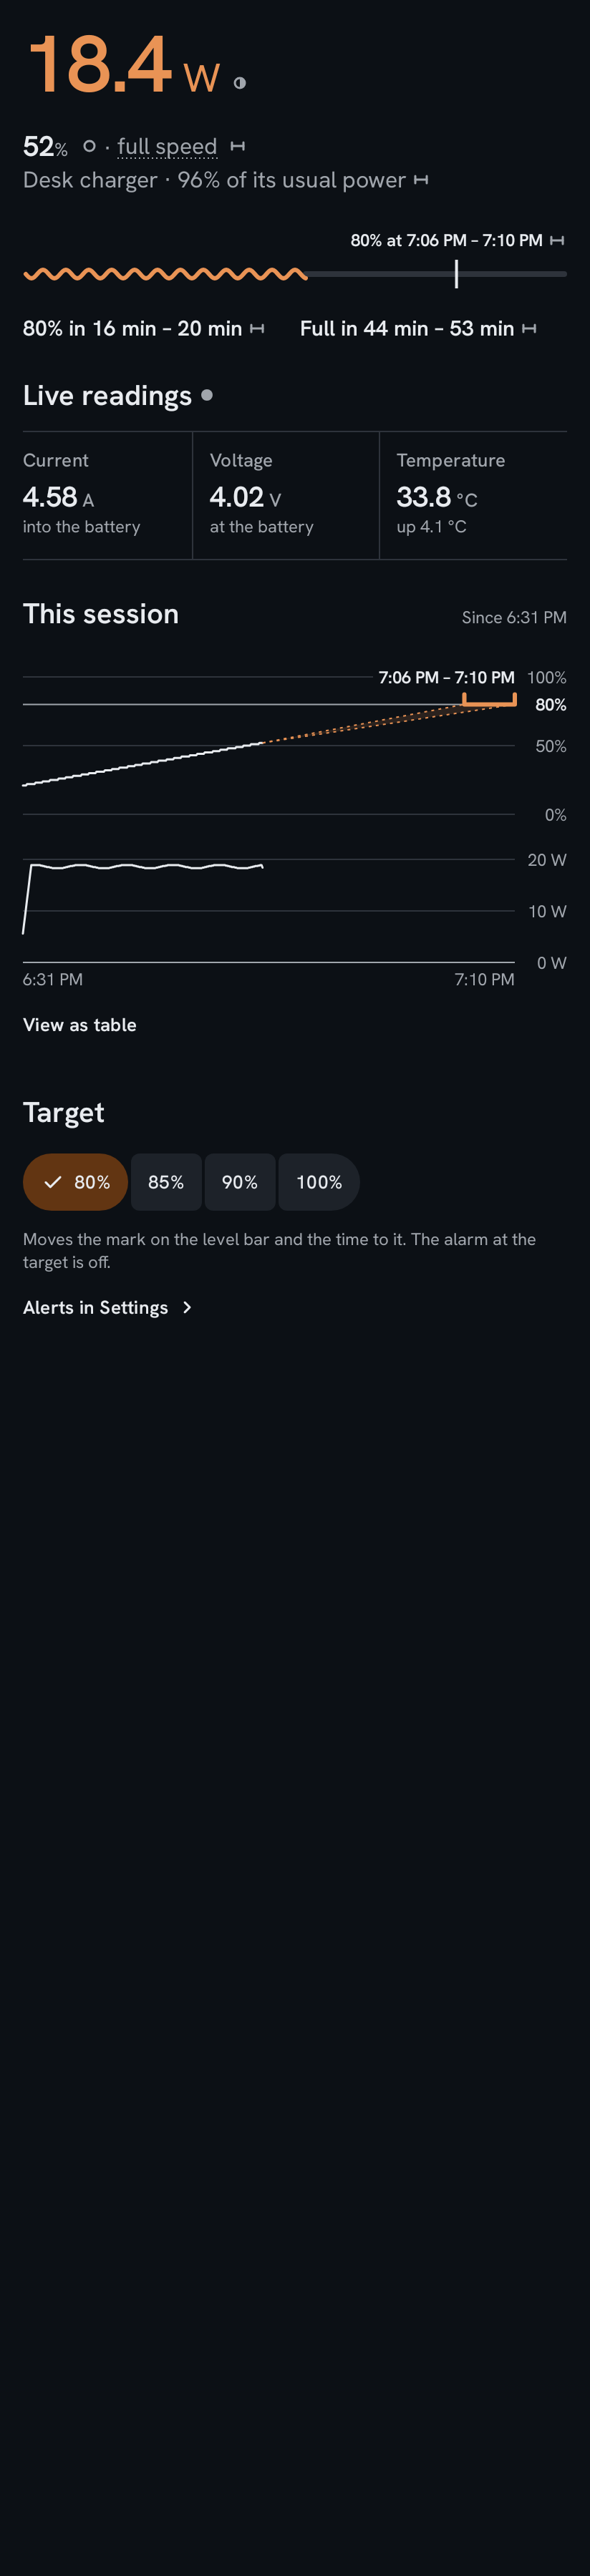 18.4 W
52% · full speed
Desk charger · 96% of its usual power
80% at 7:06 PM – 7:10 PM
80% in 16 min – 20 min Full in 44 min – 53 min
Live readings
Current Voltage Temperature
4.58 A 4.02 V 33.8 °C
into the battery at the battery up 4.1 °C
This session Since 6:31 PM
7:06 PM – 7:10 PM 100%
80%
50%
0%
20 W
10 W
0 W
6:31 PM 7:10 PM
View as table
Target
80% 85% 90% 100%
Moves the mark on the level bar and the time to it. The alarm at the
target is off.
Alerts in Settings